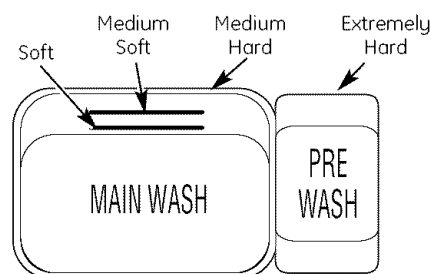 Soft
Medium
Soft
Medium
Hard
Extremely
Hard
MAIN WASH
PRE
WASH